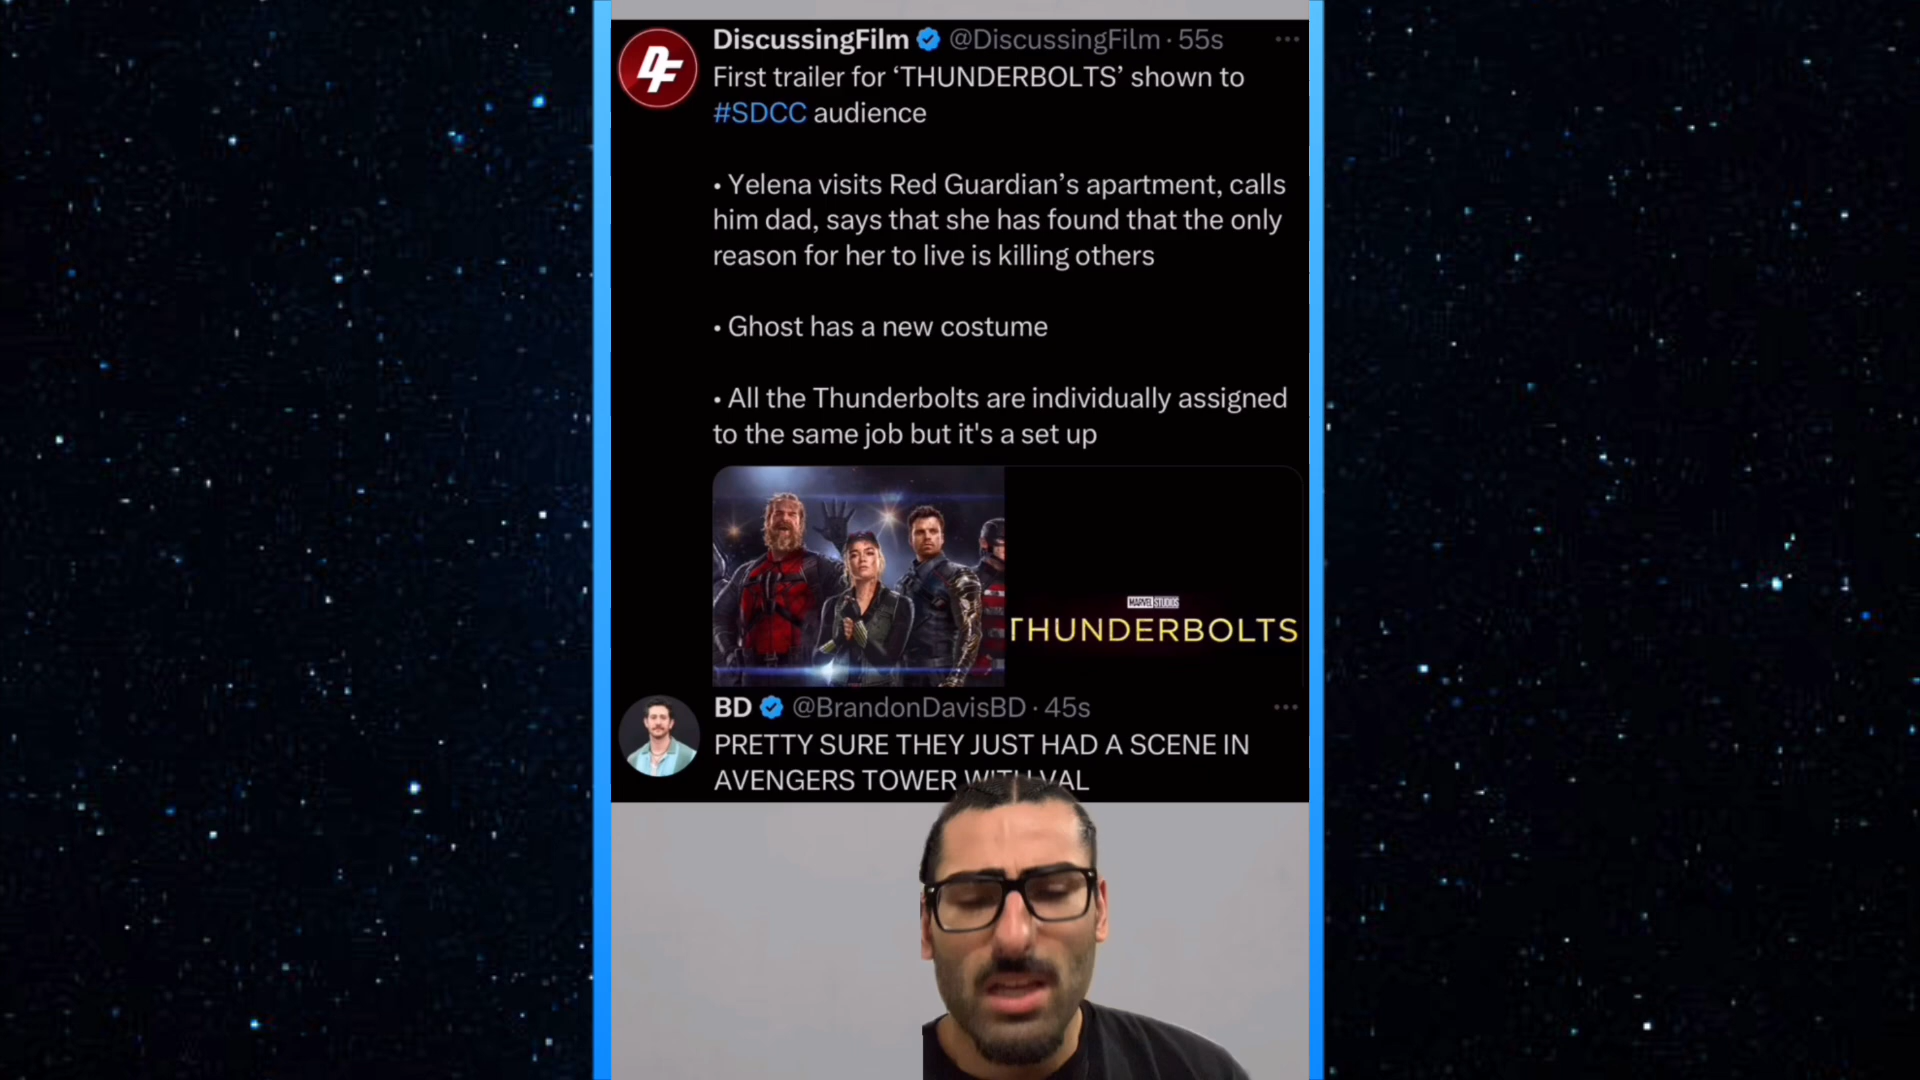 DiscussingFilm @DiscussingFilm · 55s
First trailer for ‘THUNDERBOLTS’ shown to
#SDCC audience
• Yelena visits Red Guardian’s apartment, calls
him dad, says that she has found that the only
reason for her to live is killing others
• Ghost has a new costume
• All the Thunderbolts are individually assigned
to the same job but it's a set up
MARVEL STUDIOS
THUNDERBOLTS
BD @BrandonDavisBD · 45s
PRETTY SURE THEY JUST HAD A SCENE IN
AVENGERS TOWER WITH VAL